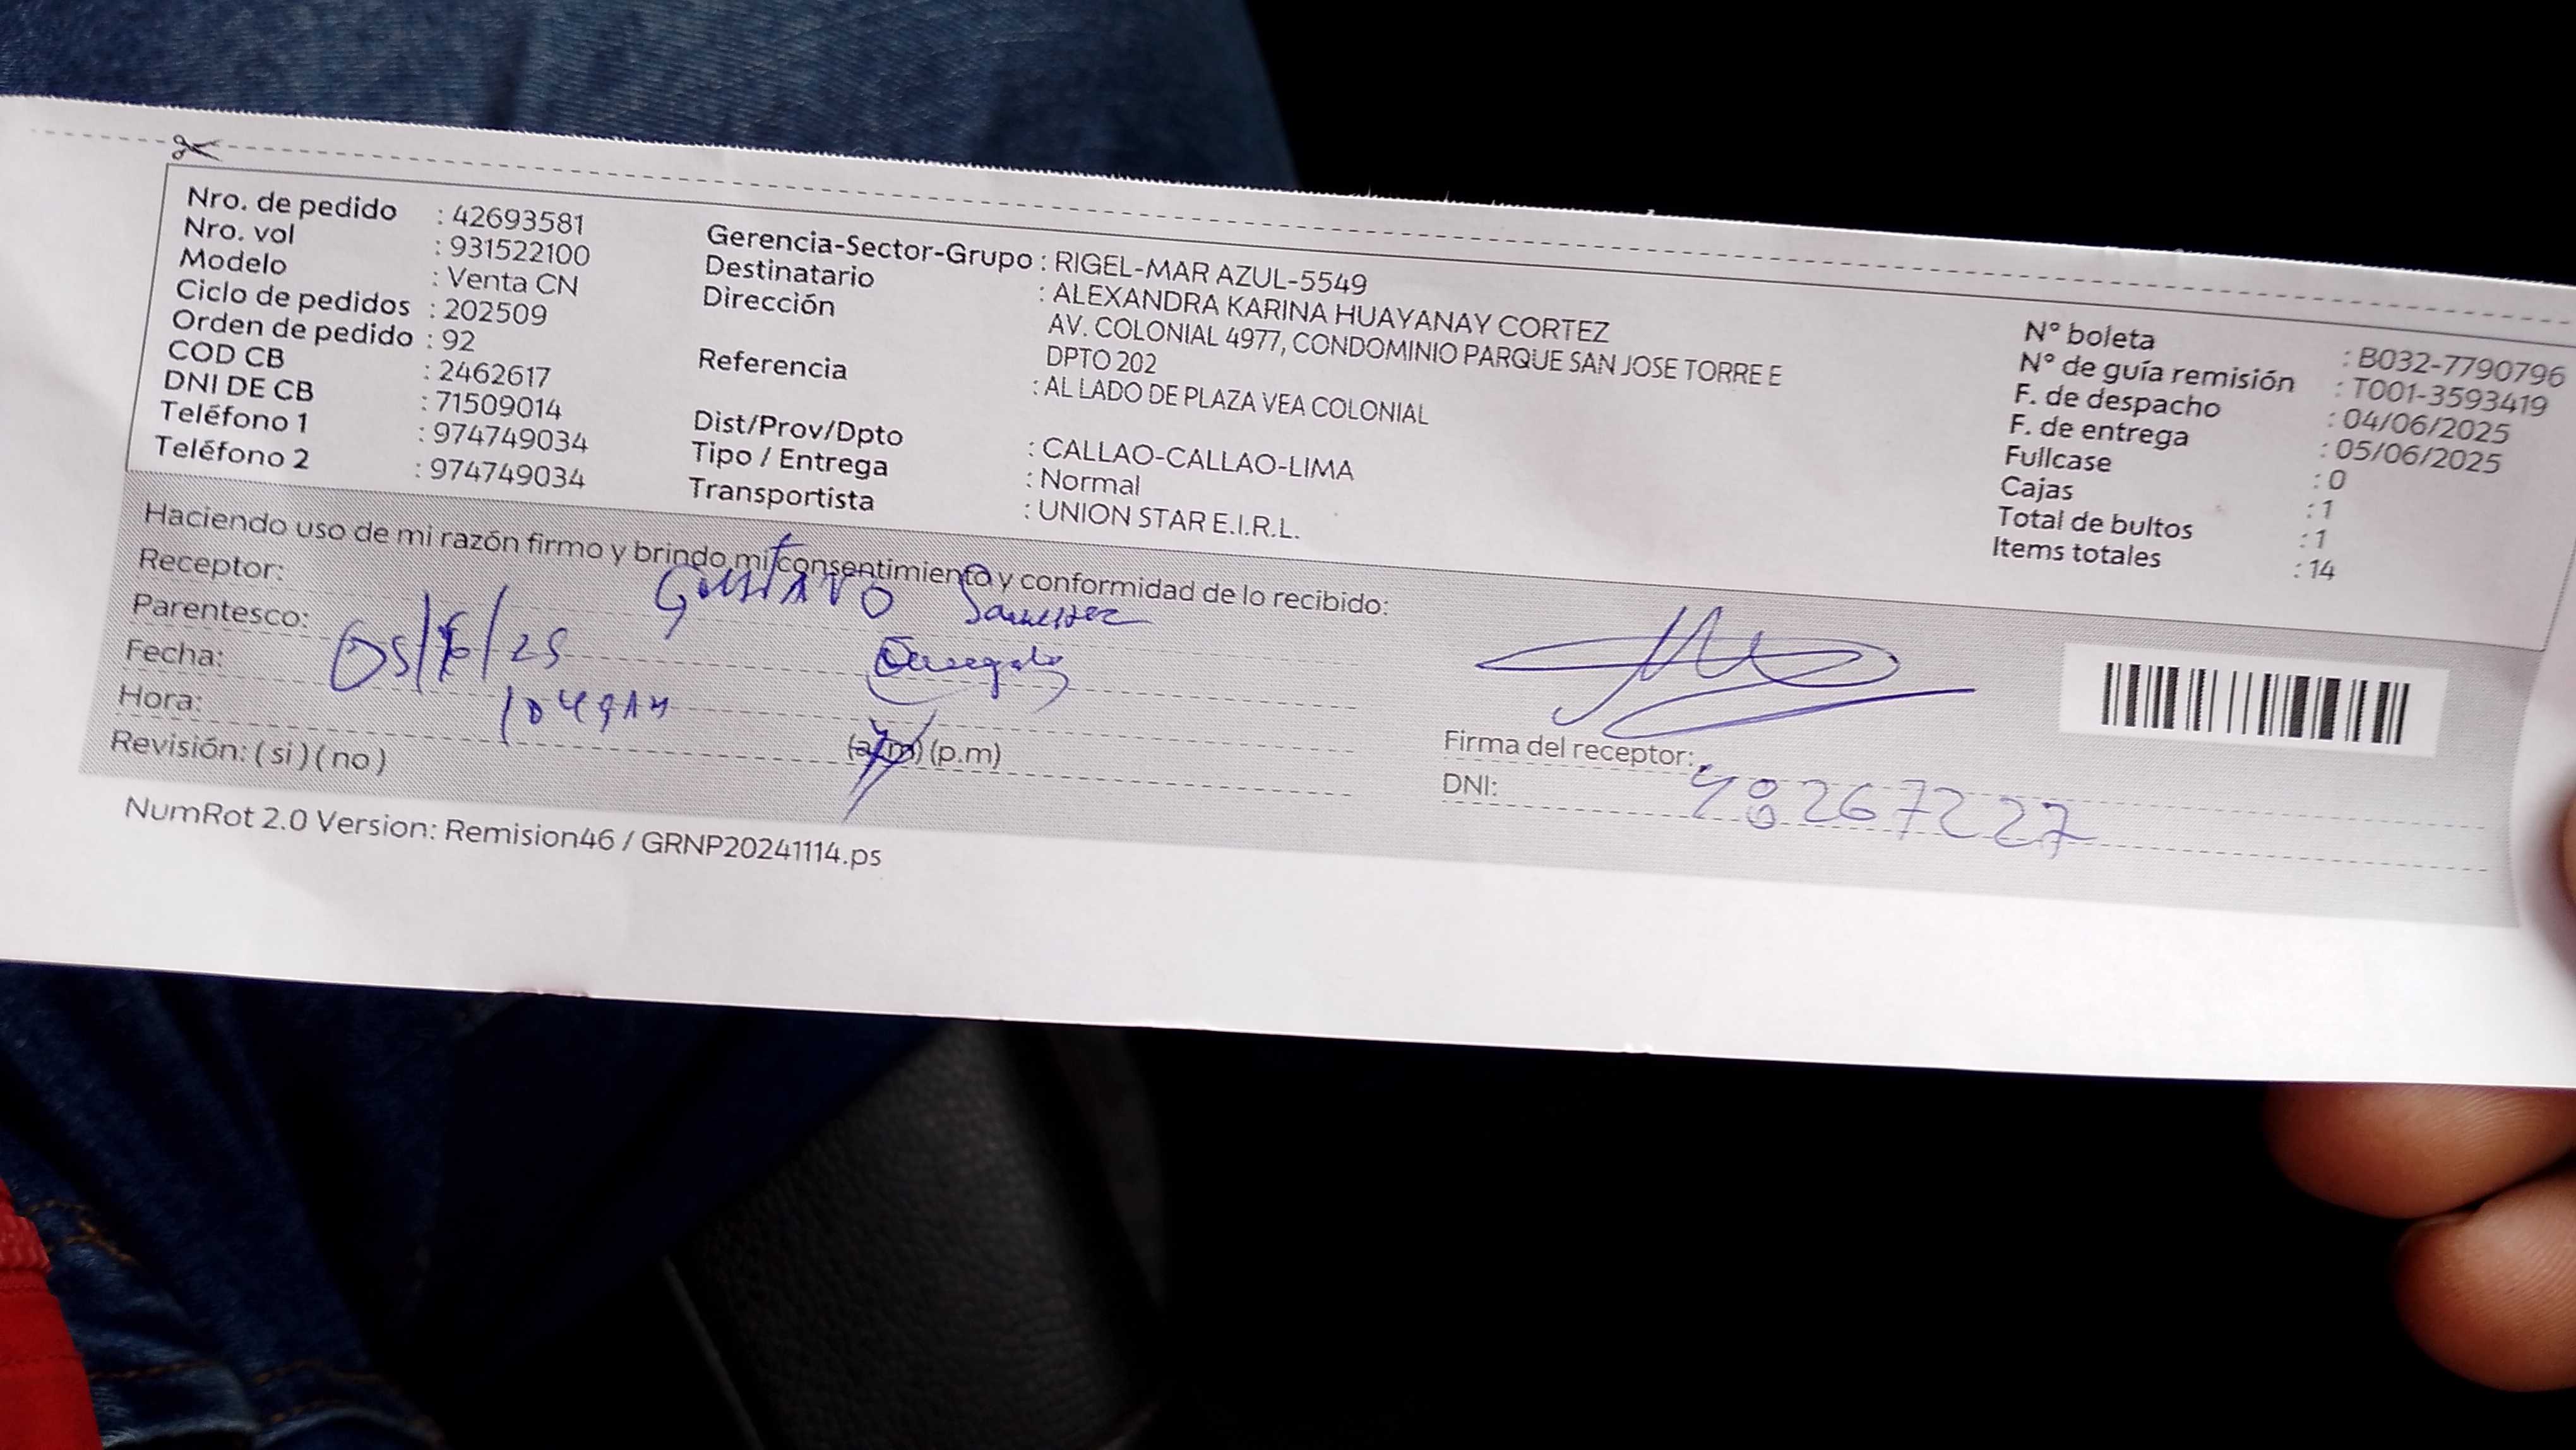 Nro. de pedido : 42693581
Nro. vol : 931522100
Modelo : Venta CN
Ciclo de pedidos : 202509
Orden de pedido : 92
COD CB : 2462617
DNI DE CB : 71509014
Teléfono 1 : 974749034
Teléfono 2 : 974749034
Gerencia-Sector-Grupo : RIGEL-MAR AZUL-5549
Destinatario : ALEXANDRA KARINA HUAYANAY CORTEZ
Dirección AV. COLONIAL 4977, CONDOMINIO PARQUE SAN JOSE TORRE E
DPTO 202
Referencia : AL LADO DE PLAZA VEA COLONIAL
Dist/Prov/Dpto : CALLAO-CALLAO-LIMA
Tipo / Entrega : Normal
Transportista : UNION STAR E.I.R.L.
N° boleta : B032-7790796
N° de guía remisión : T001-3593419
F. de despacho : 04/06/2025
F. de entrega : 05/06/2025
Fullcase : 0
Cajas : 1
Total de bultos : 1
Items totales : 14
Haciendo uso de mi razón firmo y brindo mi consentimiento y conformidad de lo recibido:
Receptor: GUSTAVO Sanchez
Parentesco:
Fecha: 05/6/25
Hora: (a.m) (p.m)
Revisión: ( si ) ( no )
Firma del receptor:
DNI: 48267227
NumRot 2.0 Version: Remision46 / GRNP20241114.ps